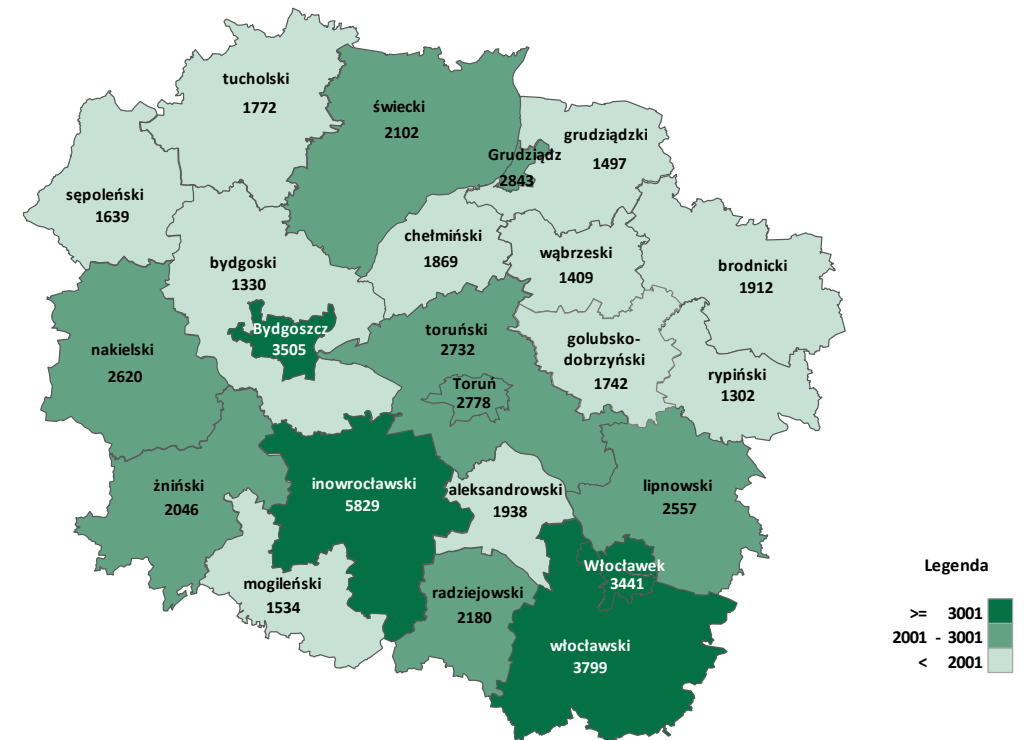 tucholski
1772
świecki
2102
grudziądzki
1497
Grudziądz
2843
sępoleński
1639
chełmiński
1869
wąbrzeski
1409
brodnicki
1912
bydgoski
1330
Bydgoszcz
3505
toruński
2732
golubsko-
dobrzyński
1742
nakielski
2620
rypiński
1302
Toruń
2778
żniński
2046
inowrocławski
5829
aleksandrowski
1938
lipnowski
2557
mogileński
1534
radziejowski
2180
Włocławek
3441
włocławski
3799
Legenda
>= 3001
2001 - 3001
< 2001